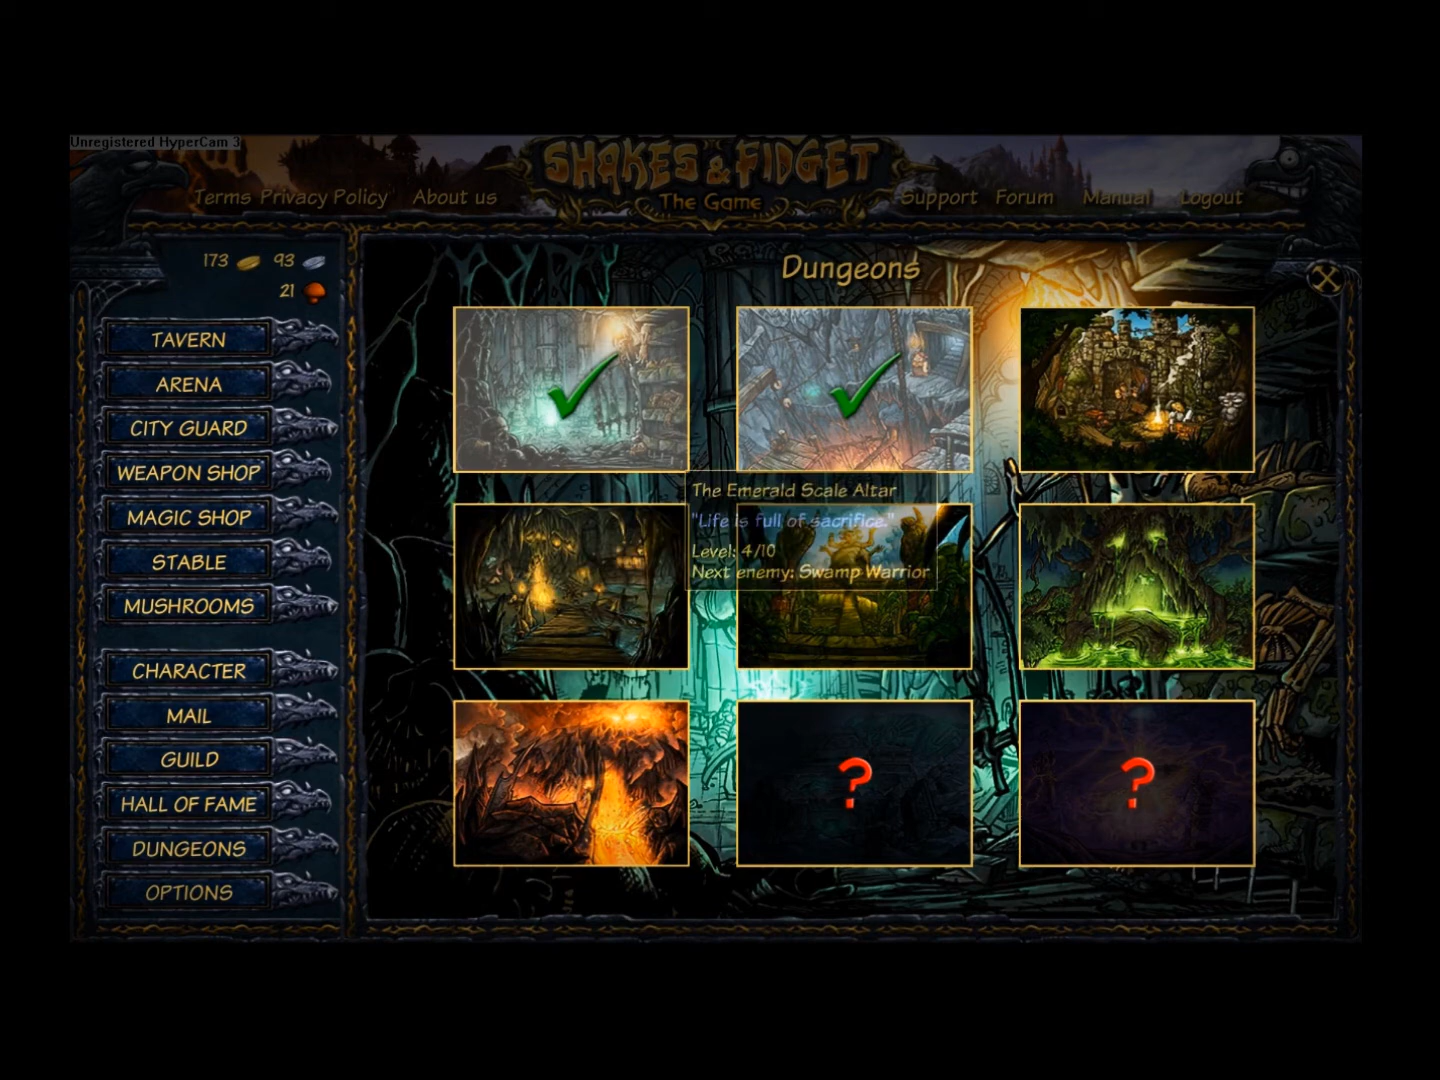 Unregistered HyperCam 3
SHAKES & FIDGET
The Game
Terms Privacy Policy About us Support Forum Manual Logout
173 93
21
Dungeons
TAVERN
ARENA
CITY GUARD
WEAPON SHOP
MAGIC SHOP
STABLE
MUSHROOMS
CHARACTER
MAIL
GUILD
HALL OF FAME
DUNGEONS
OPTIONS
The Emerald Scale Altar
"Life is full of sacrifice."
Level: 4/10
Next enemy: Swamp Warrior
?
?